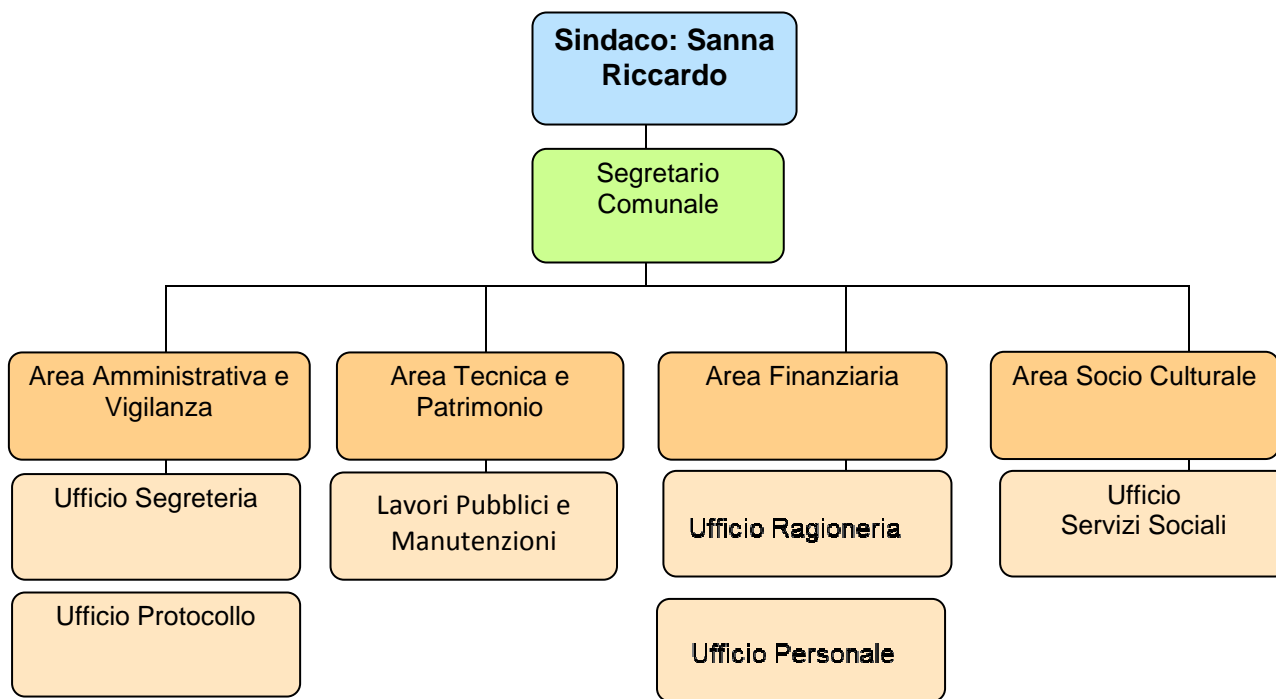 Sindaco: Sanna
Riccardo
Segretario
Comunale
Area Amministrativa e
Vigilanza
Area Tecnica e
Patrimonio
Area Finanziaria
Area Socio Culturale
Ufficio Segreteria
Lavori Pubblici e
Manutenzioni
Ufficio Ragioneria
Ufficio
Servizi Sociali
Ufficio Protocollo
Ufficio Personale